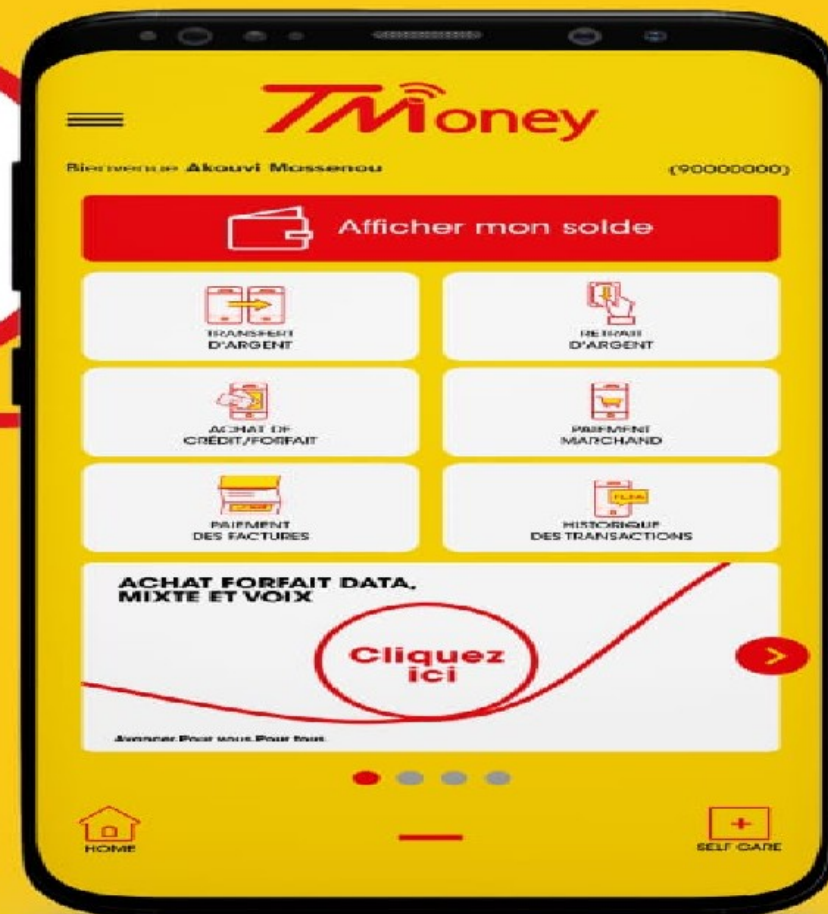 TMoney
Bienvenue Akouvi Mossenou
(90000000)
Afficher mon solde
TRANSFERT
D'ARGENT
RETRAIT
D'ARGENT
ACHAT DE
CRÉDIT/FORFAIT
PAIEMENT
MARCHAND
PAIEMENT
DES FACTURES
HISTORIQUE
DES TRANSACTIONS
ACHAT FORFAIT DATA,
MIXTE ET VOIX
Cliquez
ici
Avancer.Pour vous.Pour tous.
HOME
SELF CARE